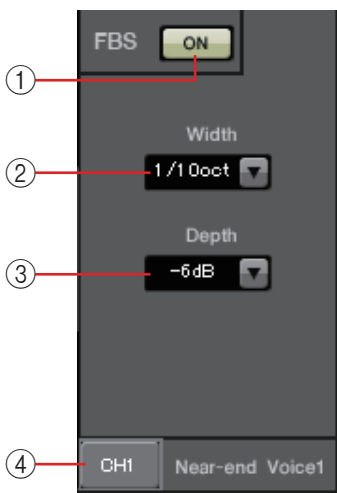 FBS ON
①
Width
② 1/10oct
Depth
③ -6dB
④ CH1 Near-end Voice1